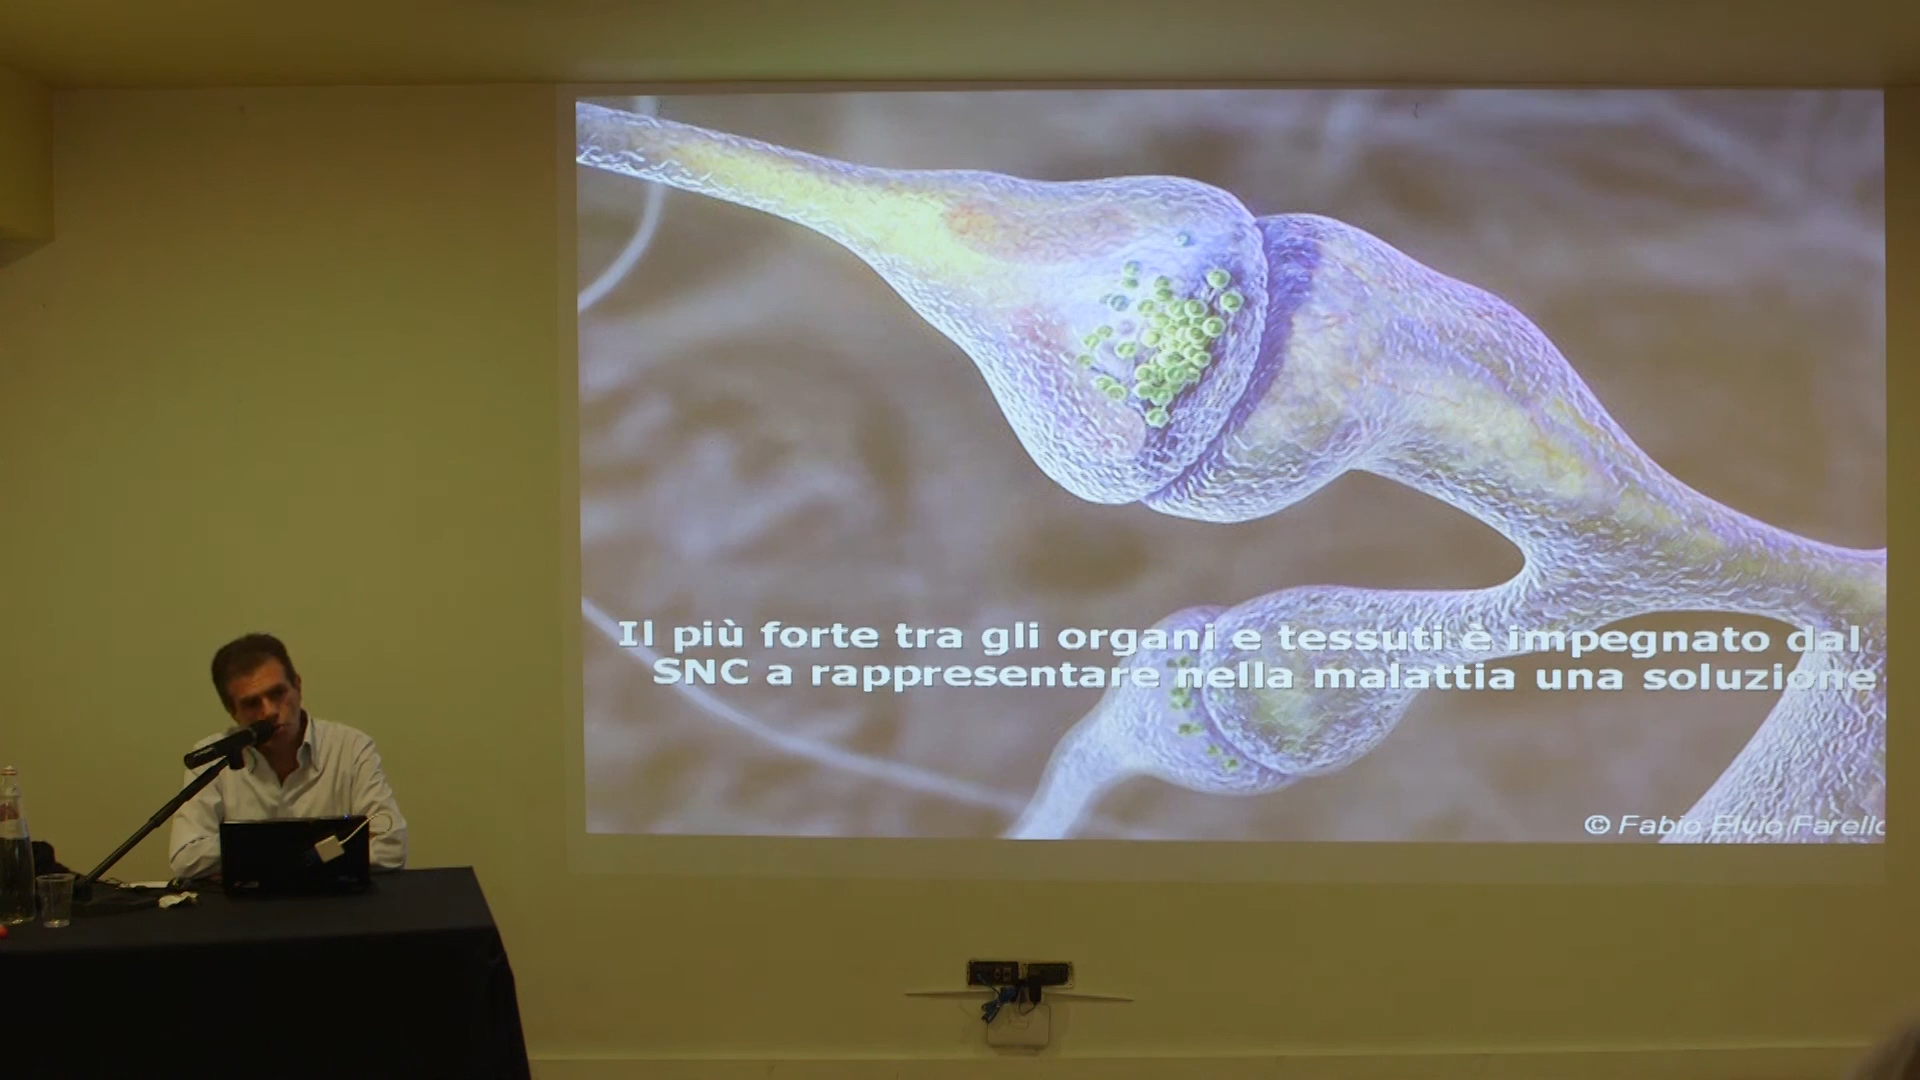 Il più forte tra gli organi e tessuti è impegnato dal
SNC a rappresentare nella malattia una soluzione
© Fabio Elvio Farello